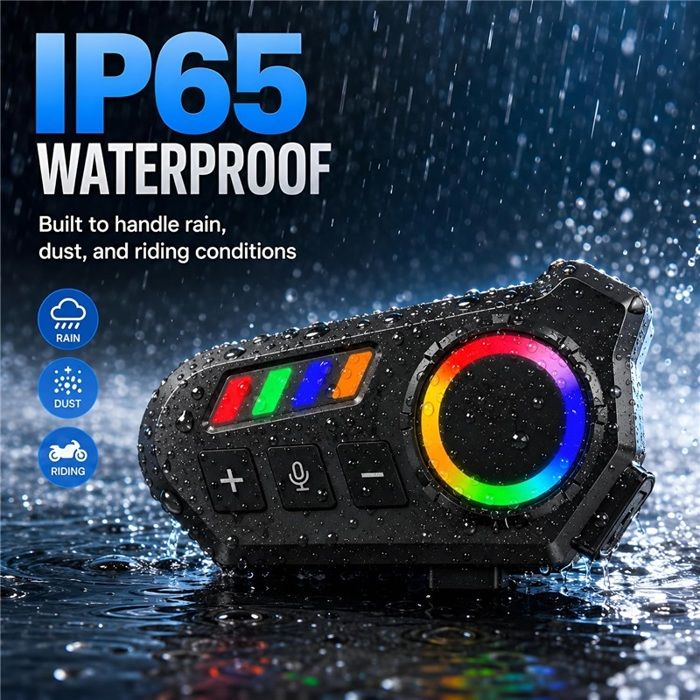 IP65
WATERPROOF
Built to handle rain,
dust, and riding conditions
RAIN
DUST
RIDING